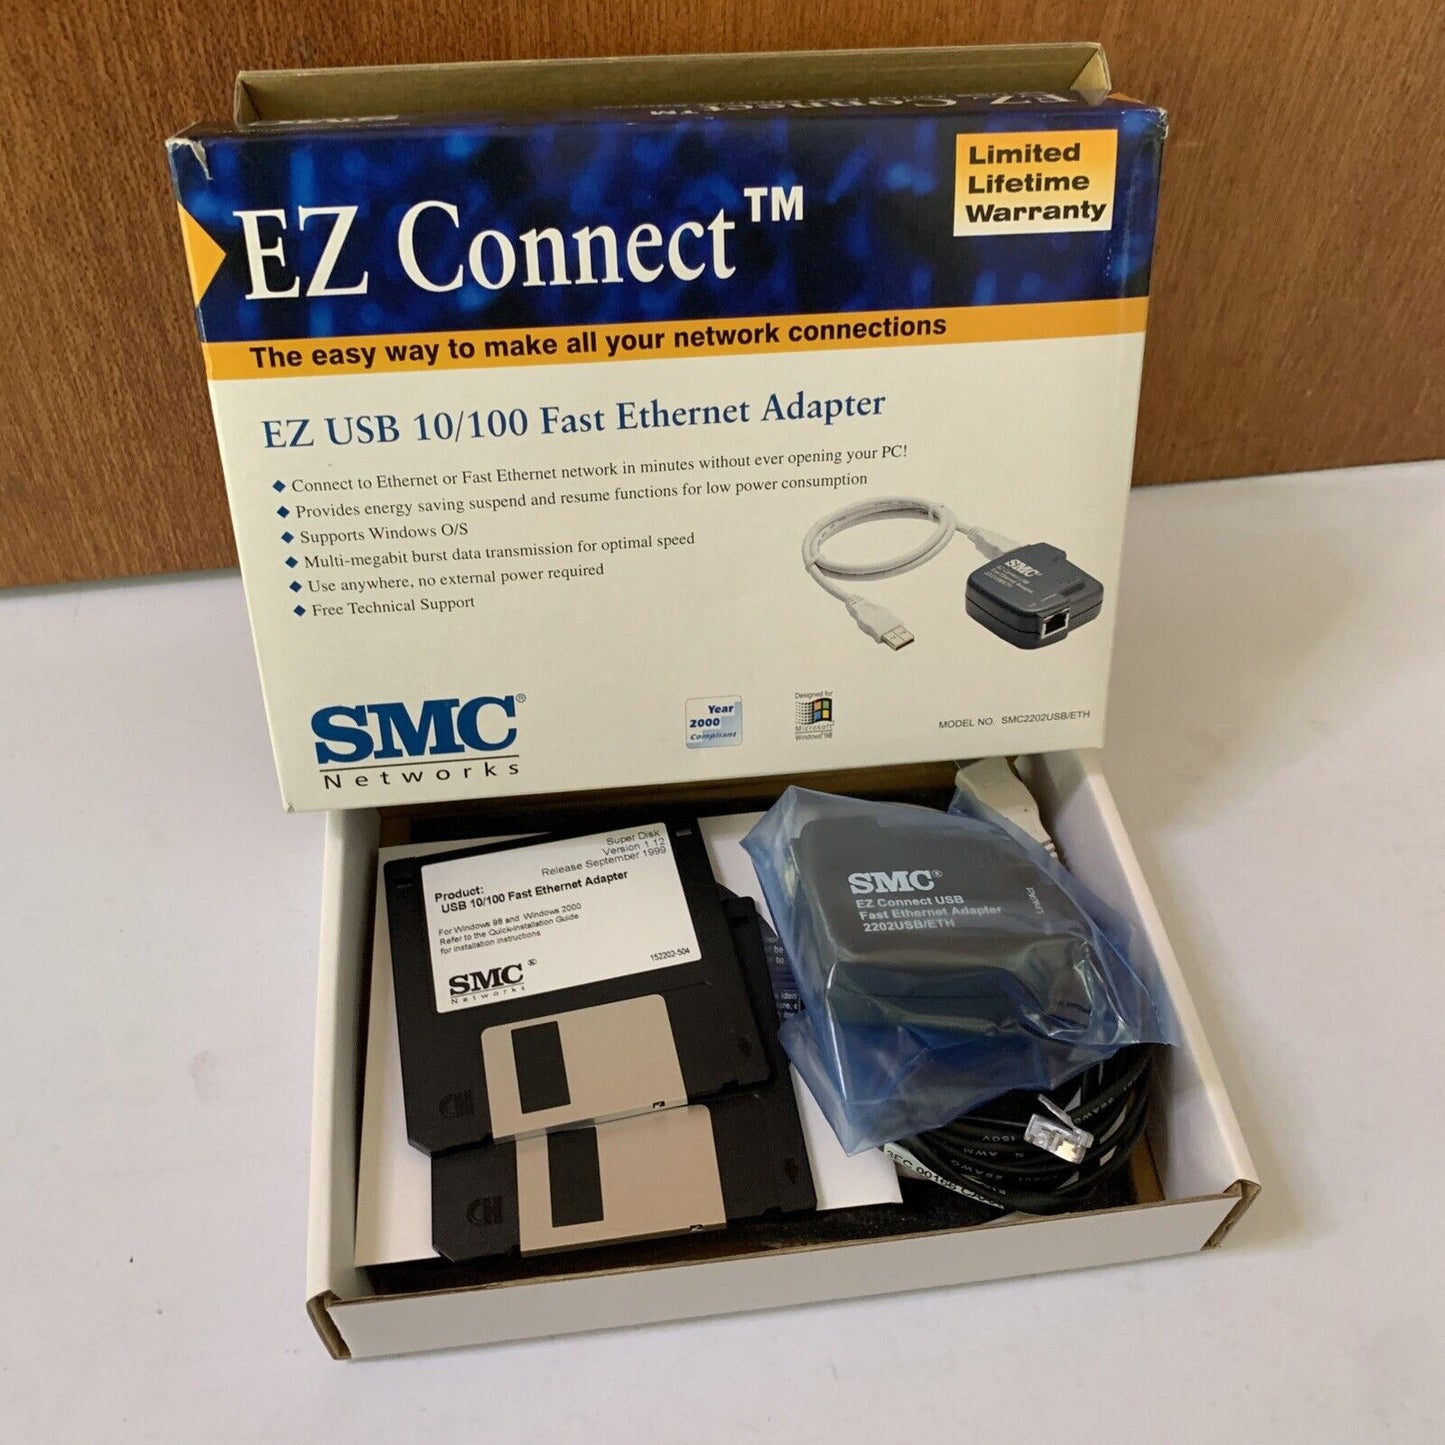 EZ Connect™
EZ Connect™
Limited
Lifetime
Warranty
The easy way to make all your network connections
EZ USB 10/100 Fast Ethernet Adapter
Connect to Ethernet or Fast Ethernet network in minutes without ever opening your PC!
Provides energy saving suspend and resume functions for low power consumption
Supports Windows O/S
Multi-megabit burst data transmission for optimal speed
Use anywhere, no external power required
Free Technical Support
SMC®
SMC®
Networks
Year
2000
Compliant
Designed for
Microsoft
Windows 98
MODEL NO. SMC2202USB/ETH
Super Disk
Version 1.12
Release September 1999
Product:
USB 10/100 Fast Ethernet Adapter
For Windows 98 and Windows 2000
Refer to the Quick-Installation Guide
for installation instructions
152202-504
SMC®
Networks
SMC®
EZ Connect USB
Fast Ethernet Adapter
2202USB/ETH
Link/Act